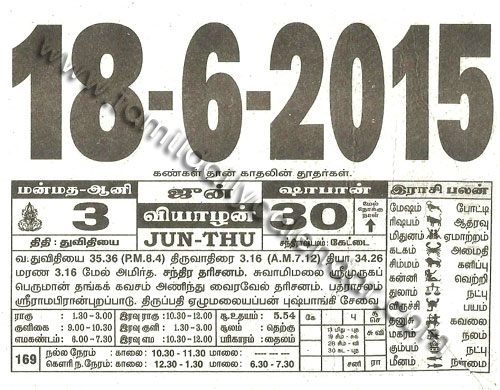 18-6-2015
www.tamildailycalendar.com
கண்கள் தான் காதலின் தூதர்கள்.
மன்மத-ஆனி ஜுன் ஷாபான் மேல் நோக்கு நாள் இராசி பலன்
3 வியாழன் 30
திதி : துவிதியை JUN-THU சந்திராஷ்டமம் : கேட்டை
வ.துவிதியை 35.36 (P.M.8.4) திருவாதிரை 3.16 (A.M.7.12) த்ரியா 34.26
மரண 3.16 மேல் அமிர்த. சந்திர தரிசனம். சுவாமிமலை ஸ்ரீமுருகப்
பெருமான் தங்கக் கவசம் அணிந்து வைரவேல் தரிசனம். பத்ராசலம்
ஸ்ரீராமபிரான்புறப்பாடு. திருப்பதி ஏழுமலையப்பன் புஷ்பாங்கி சேவை
மேஷம் போட்டி
ரிஷபம் ஆதரவு
மிதுனம் ஏமாற்றம்
கடகம் அமைதி
சிம்மம் களிப்பு
கன்னி வெற்றி
துலாம் நட்பு
விருச்சிகம் பயம்
தனுசு கவலை
மகரம் நலம்
கும்பம் நட்பு
மீனம் நன்மை
ராகு : 1.30 - 3.00 இரவு ராகு :10.30-12.00 சூ.உதயம் : 5.54
குளிகை : 9.00-10.30 இரவு குளி : 1.30 - 3.00 சூலம் : தெற்கு
எமகண்டம் : 6.00-7.30 இரவு எம :10.30-12.00 பரிகாரம் : தைலம்
கே பு
13 மிது - புத
19 சிம - சுக்
28 சிம - வி
30 கட - பு
சு வி
சனி ரா
169 நல்ல நேரம் : காலை: 10.30 - 11.30 மாலை: --- ---
கௌரி ந.நேரம் : காலை: 12.30 - 1.30 மாலை: 6.30 - 7.30